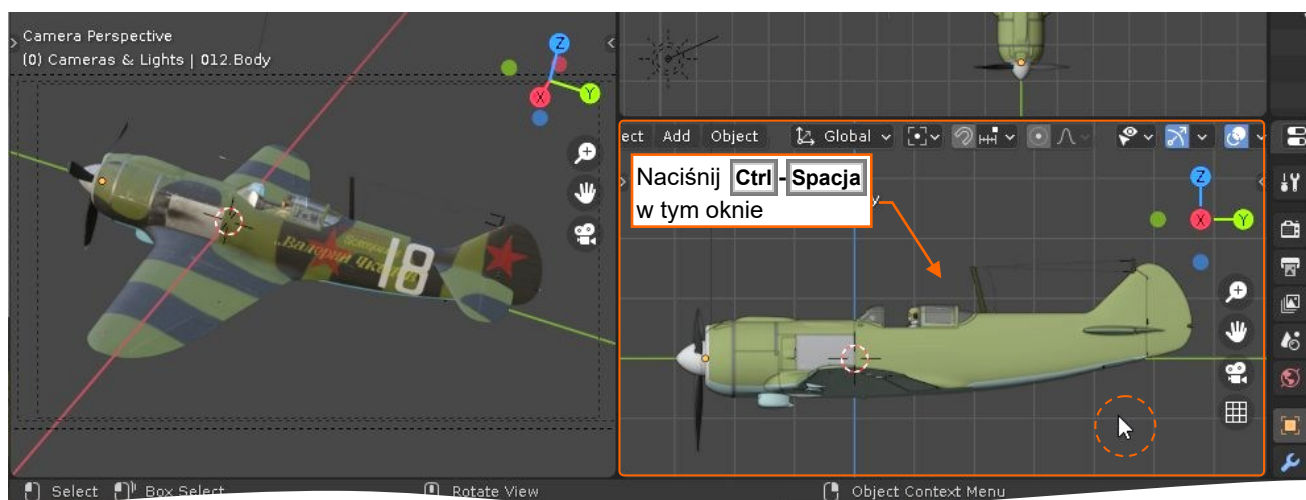 Camera Perspective
(0) Cameras & Lights | 012.Body
Z
Y
X
18
ect Add Object Global
Naciśnij Ctrl - Spacja
w tym oknie
y
Z
X
Y
Select Box Select Rotate View Object Context Menu